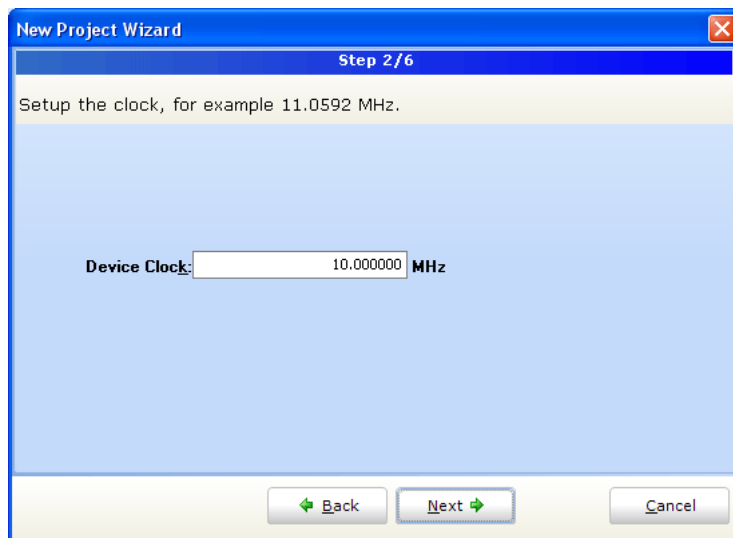 New Project Wizard
Step 2/6
Setup the clock, for example 11.0592 MHz.
Device Clock: 10.000000 MHz
Back Next Cancel